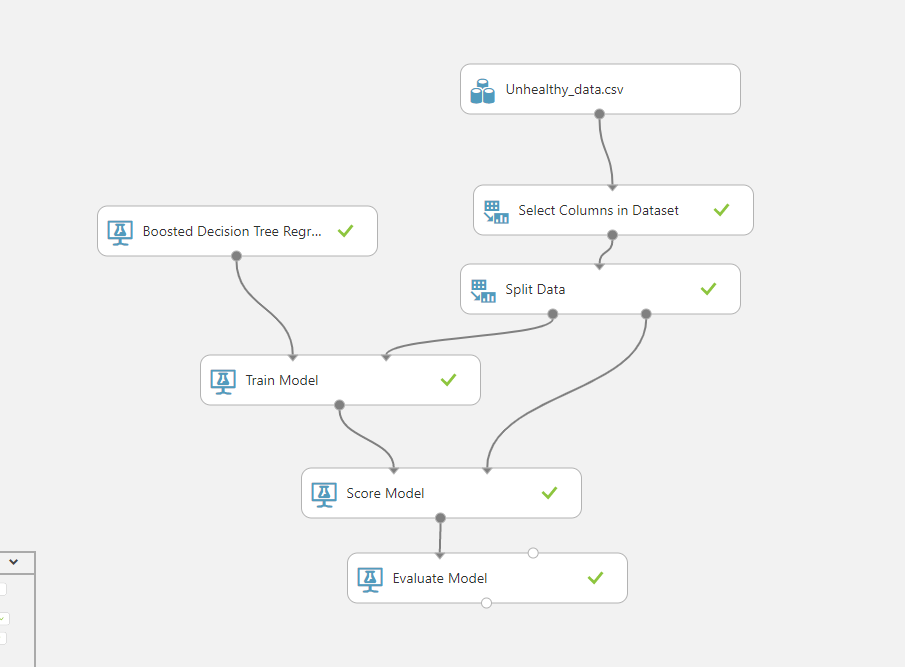 Unhealthy_data.csv
Select Columns in Dataset
Boosted Decision Tree Regr...
Split Data
Train Model
Score Model
Evaluate Model